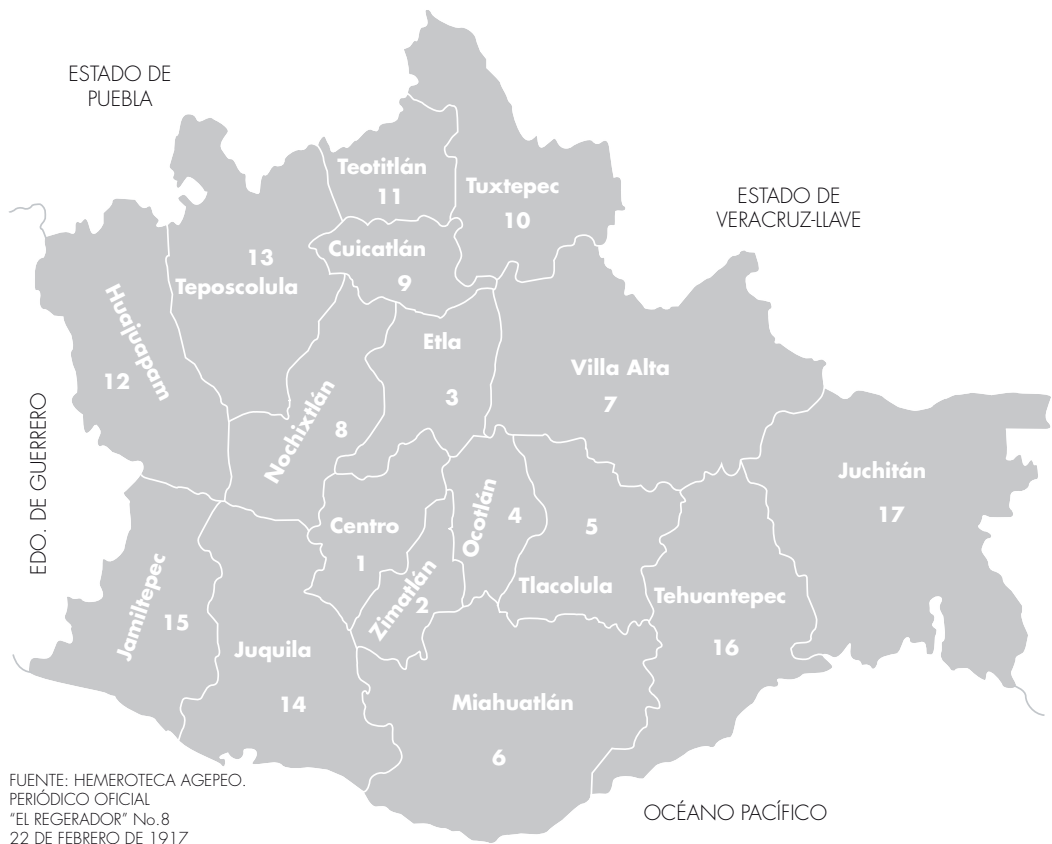 ESTADO DE
PUEBLA
Teotitlán
11
Tuxtepec
10
ESTADO DE
VERACRUZ-LLAVE
13
Teposcolula
Cuicatlán
9
Huajuapam
12
Etla
3
Villa Alta
7
Nochixtlán
8
EDO. DE GUERRERO
Juchitán
17
Centro
1
Ocotlán
4
5
Tlacolula
Zimatlán
2
Jamiltepec
15
Tehuantepec
16
Juquila
14
Miahuatlán
6
FUENTE: HEMEROTECA AGEPEO.
PERIÓDICO OFICIAL
"EL REGERADOR" No.8
22 DE FEBRERO DE 1917
OCÉANO PACÍFICO